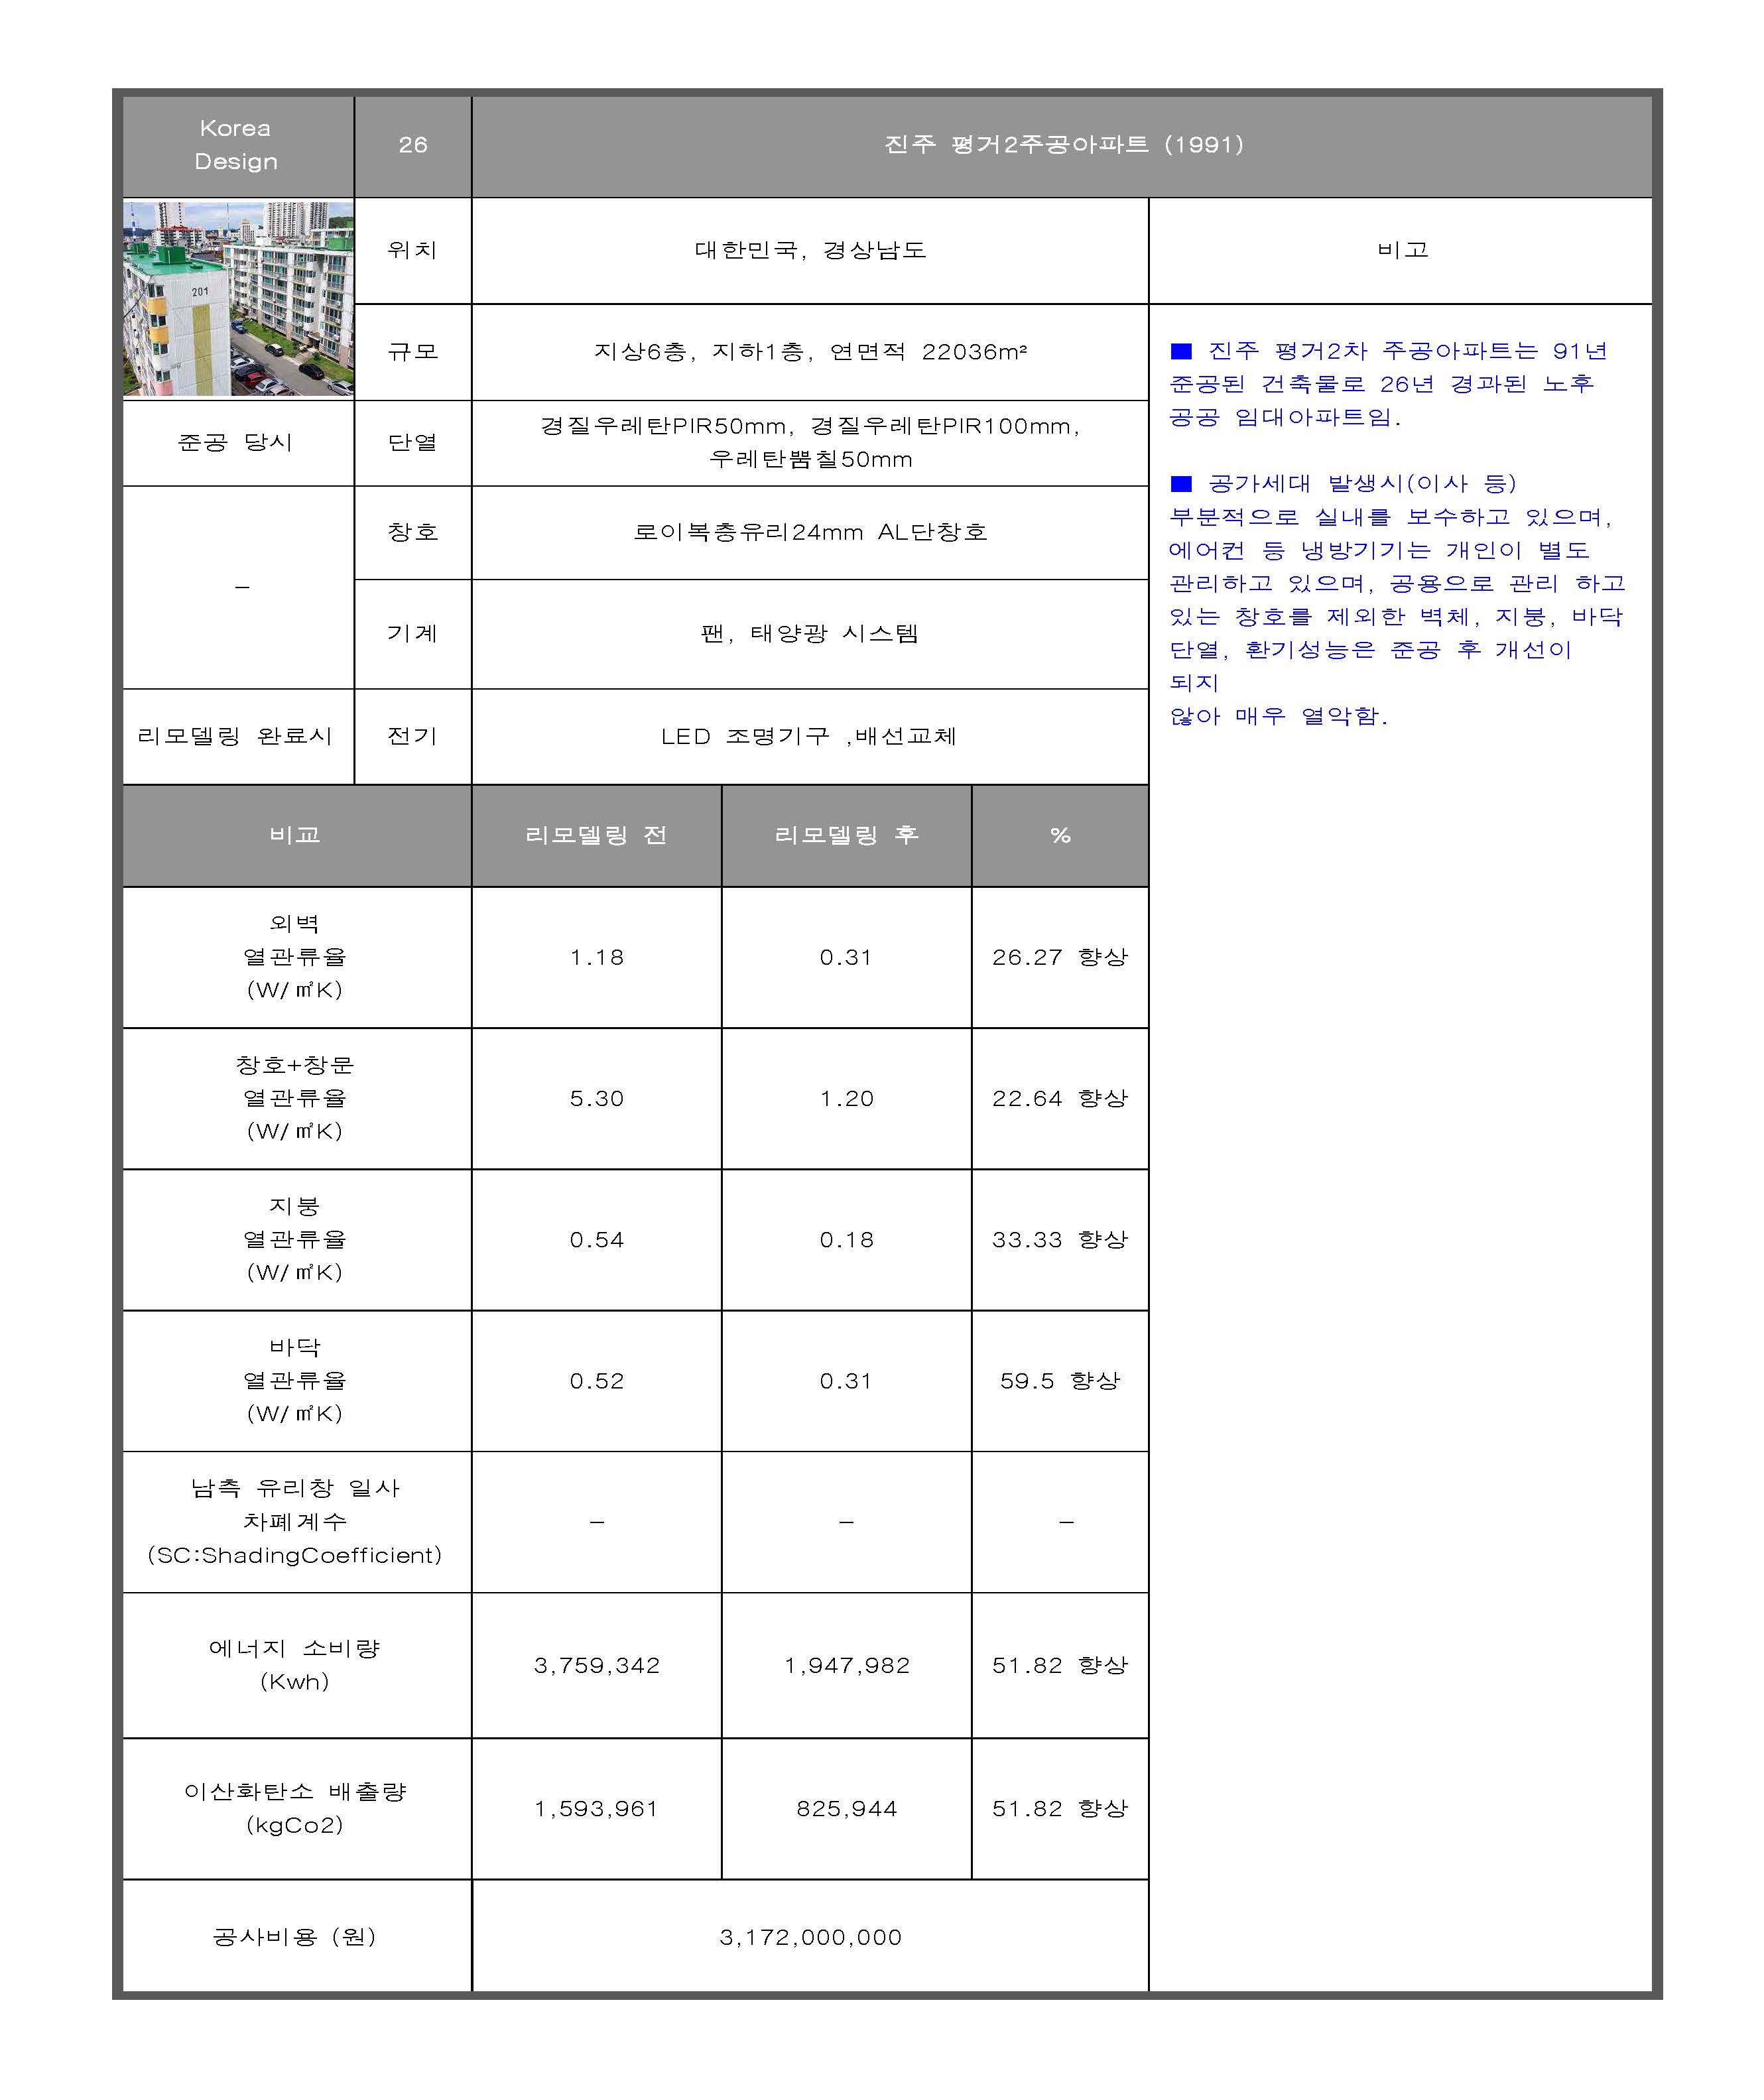 Korea
Design
26
진주 평거2주공아파트 (1991)
201
위치
대한민국, 경상남도
비고
규모
지상6층, 지하1층, 연면적 22036m²
준공 당시
단열
경질우레탄PIR50mm, 경질우레탄PIR100mm,
우레탄뿜칠50mm
–
창호
로이복층유리24mm AL단창호
기계
팬, 태양광 시스템
리모델링 완료시
전기
LED 조명기구 ,배선교체
■ 진주 평거2차 주공아파트는 91년
준공된 건축물로 26년 경과된 노후
공공 임대아파트임.
■ 공가세대 발생시(이사 등)
부분적으로 실내를 보수하고 있으며,
에어컨 등 냉방기기는 개인이 별도
관리하고 있으며, 공용으로 관리 하고
있는 창호를 제외한 벽체, 지붕, 바닥
단열, 환기성능은 준공 후 개선이
되지
않아 매우 열악함.
비교
리모델링 전
리모델링 후
%
외벽
열관류율
(W/㎡K)
1.18
0.31
26.27 향상
창호+창문
열관류율
(W/㎡K)
5.30
1.20
22.64 향상
지붕
열관류율
(W/㎡K)
0.54
0.18
33.33 향상
바닥
열관류율
(W/㎡K)
0.52
0.31
59.5 향상
남측 유리창 일사
차폐계수
(SC:ShadingCoefficient)
–
–
–
에너지 소비량
(Kwh)
3,759,342
1,947,982
51.82 향상
이산화탄소 배출량
(kgCo2)
1,593,961
825,944
51.82 향상
공사비용 (원)
3,172,000,000